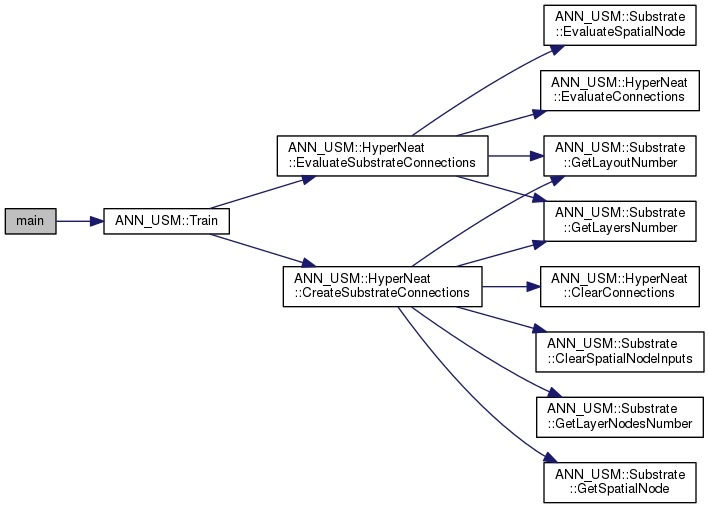 main
ANN_USM::Train
ANN_USM::HyperNeat
::EvaluateSubstrateConnections
ANN_USM::HyperNeat
::CreateSubstrateConnections
ANN_USM::Substrate
::EvaluateSpatialNode
ANN_USM::HyperNeat
::EvaluateConnections
ANN_USM::Substrate
::GetLayoutNumber
ANN_USM::Substrate
::GetLayersNumber
ANN_USM::HyperNeat
::ClearConnections
ANN_USM::Substrate
::ClearSpatialNodeInputs
ANN_USM::Substrate
::GetLayerNodesNumber
ANN_USM::Substrate
::GetSpatialNode